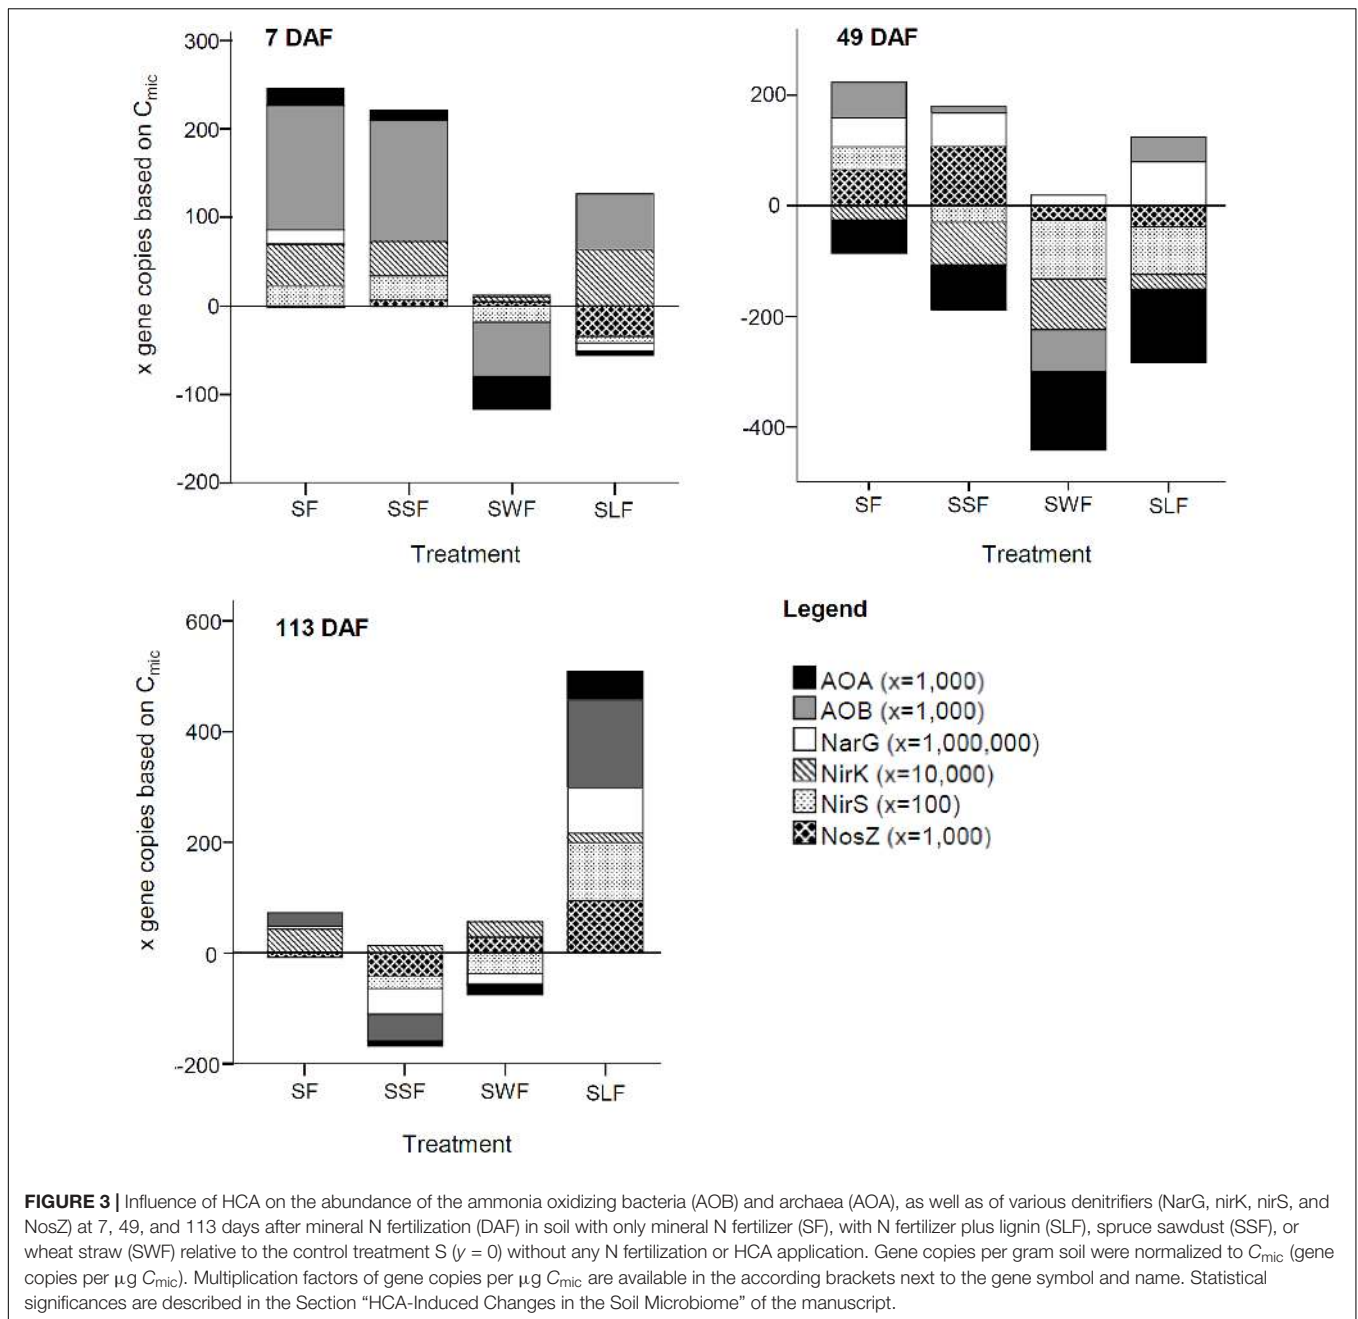 7 DAF
x gene copies based on Cmic
300
200
100
0
-100
-200
SF SSF SWF SLF
Treatment
49 DAF
200
0
-200
-400
SF SSF SWF SLF
Treatment
113 DAF
x gene copies based on Cmic
600
400
200
0
-200
SF SSF SWF SLF
Treatment
Legend
AOA (x=1,000)
AOB (x=1,000)
NarG (x=1,000,000)
NirK (x=10,000)
NirS (x=100)
NosZ (x=1,000)
FIGURE 3 | Influence of HCA on the abundance of the ammonia oxidizing bacteria (AOB) and archaea (AOA), as well as of various denitrifiers (NarG, nirK, nirS, and
NosZ) at 7, 49, and 113 days after mineral N fertilization (DAF) in soil with only mineral N fertilizer (SF), with N fertilizer plus lignin (SLF), spruce sawdust (SSF), or
wheat straw (SWF) relative to the control treatment S (y = 0) without any N fertilization or HCA application. Gene copies per gram soil were normalized to Cmic (gene
copies per μg Cmic). Multiplication factors of gene copies per μg Cmic are available in the according brackets next to the gene symbol and name. Statistical
significances are described in the Section “HCA-Induced Changes in the Soil Microbiome” of the manuscript.